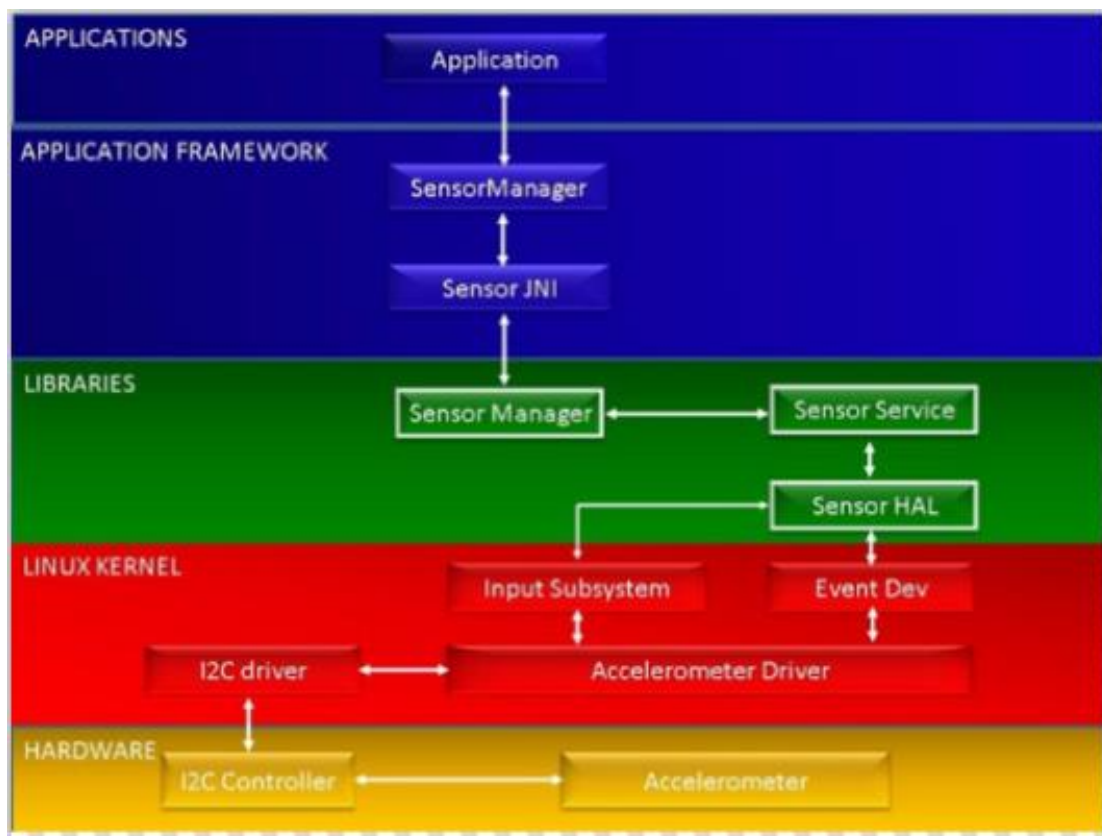 APPLICATIONS
Application
APPLICATION FRAMEWORK
SensorManager
Sensor JNI
LIBRARIES
Sensor Manager
Sensor Service
Sensor HAL
LINUX KERNEL
Input Subsystem
Event Dev
I2C driver
Accelerometer Driver
HARDWARE
I2C Controller
Accelerometer